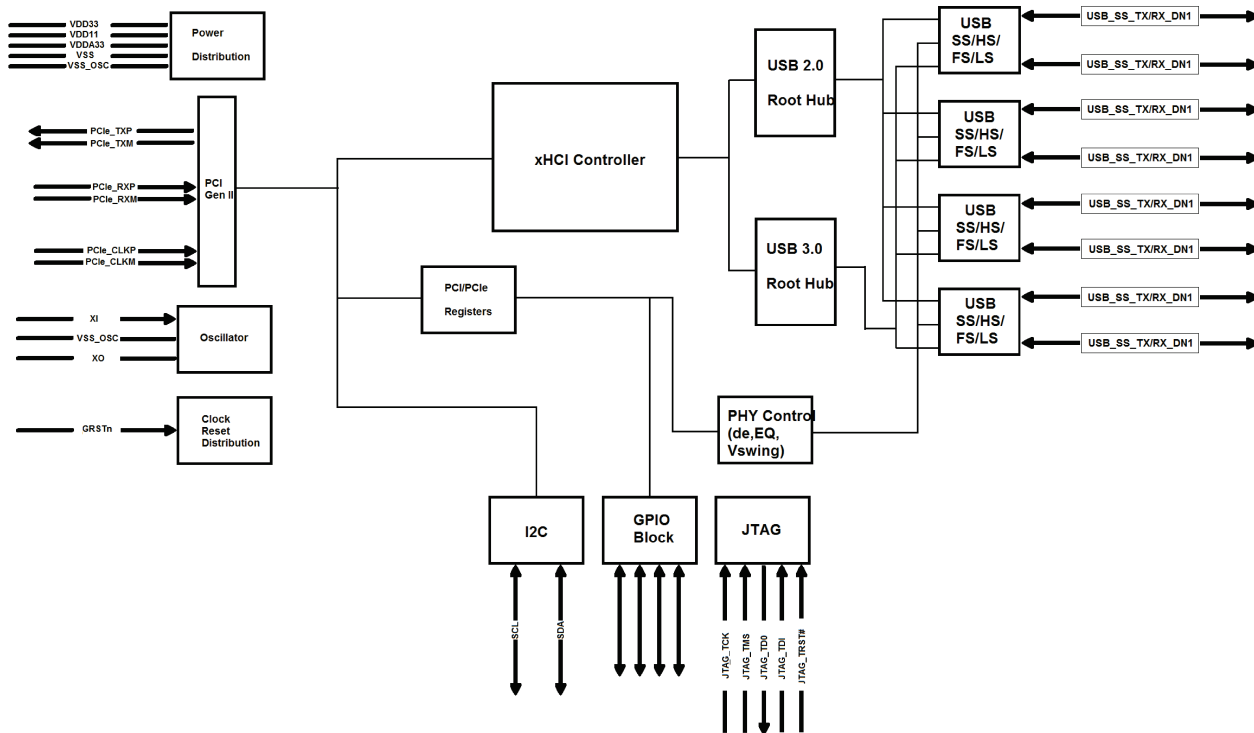 VDD33
VDD11
VDDA33
VSS
VSS_OSC
Power
Distribution
PCIe_TXP
PCIe_TXM
PCIe_RXP
PCIe_RXM
PCIe_CLKP
PCIe_CLKM
PCI
Gen II
XI
VSS_OSC
XO
Oscillator
GRSTn
Clock
Reset
Distribution
xHCI Controller
PCI/PCIe
Registers
USB 2.0
Root Hub
USB 3.0
Root Hub
PHY Control
(de,EQ,
Vswing)
USB
SS/HS/
FS/LS
USB_SS_TX/RX_DN1
USB_SS_TX/RX_DN1
USB
SS/HS/
FS/LS
USB_SS_TX/RX_DN1
USB_SS_TX/RX_DN1
USB
SS/HS/
FS/LS
USB_SS_TX/RX_DN1
USB_SS_TX/RX_DN1
USB
SS/HS/
FS/LS
USB_SS_TX/RX_DN1
USB_SS_TX/RX_DN1
I2C
SCL
SDA
GPIO
Block
JTAG
JTAG_TCK
JTAG_TMS
JTAG_TD0
JTAG_TDI
JTAG_TRST#